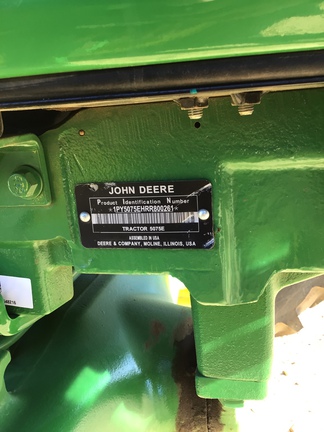 JOHN DEERE
Product Identification Number
*1PY5075EHRR800261*
TRACTOR 5075E
ASSEMBLED IN USA
DEERE & COMPANY, MOLINE, ILLINOIS, USA